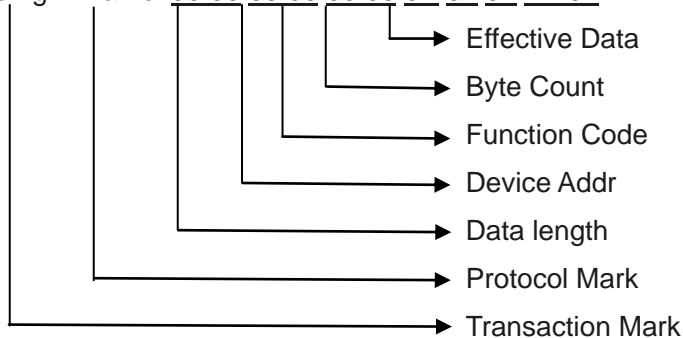 Effective Data
Byte Count
Function Code
Device Addr
Data length
Protocol Mark
Transaction Mark